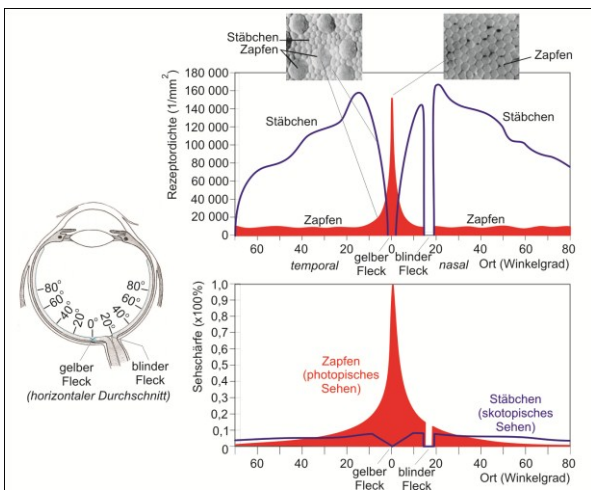 Stäbchen
Zapfen
Zapfen
Rezeptordichte (1/mm²)
180 000
160 000
140 000
120 000
100 000
80 000
60 000
40 000
20 000
0
Stäbchen
Stäbchen
Zapfen
Zapfen
60 40 20 0 20 40 60 80
temporal gelber Fleck blinder Fleck nasal Ort (Winkelgrad)
80°
60°
40°
20°
0°
20°
40°
60°
80°
gelber
Fleck
blinder
Fleck
(horizontaler Durchschnitt)
Sehschärfe (x100%)
1,0
0,9
0,8
0,7
0,6
0,5
0,4
0,3
0,2
0,1
0
Zapfen
(photopisches
Sehen)
Stäbchen
(skotopisches
Sehen)
60 40 20 0 20 40 60 80
gelber
Fleck
blinder
Fleck
Ort (Winkelgrad)